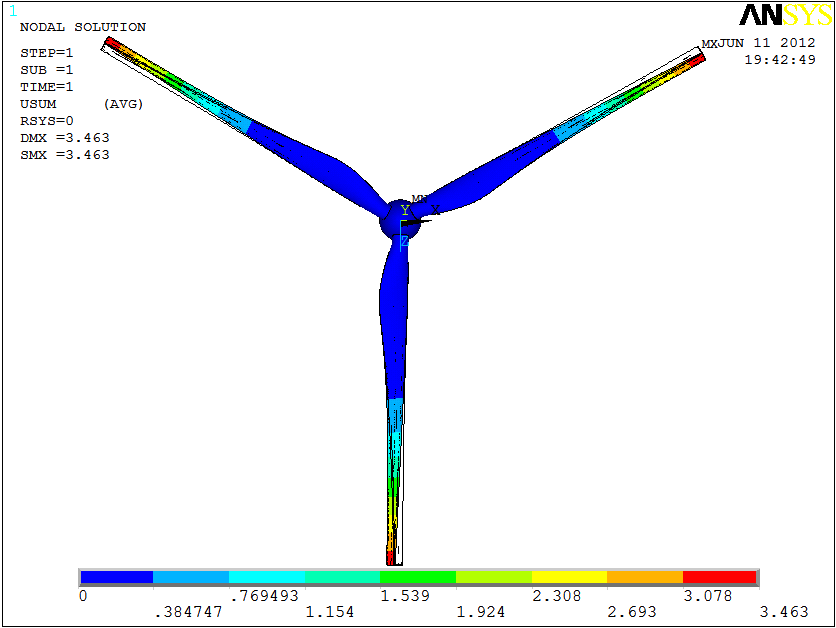 1
ANSYS
NODAL SOLUTION
JUN 11 2012
19:42:49
STEP=1
SUB =1
TIME=1
USUM (AVG)
RSYS=0
DMX =3.463
SMX =3.463
MX
Y
X
Z
0 .769493 1.539 2.308 3.078
.384747 1.154 1.924 2.693 3.463